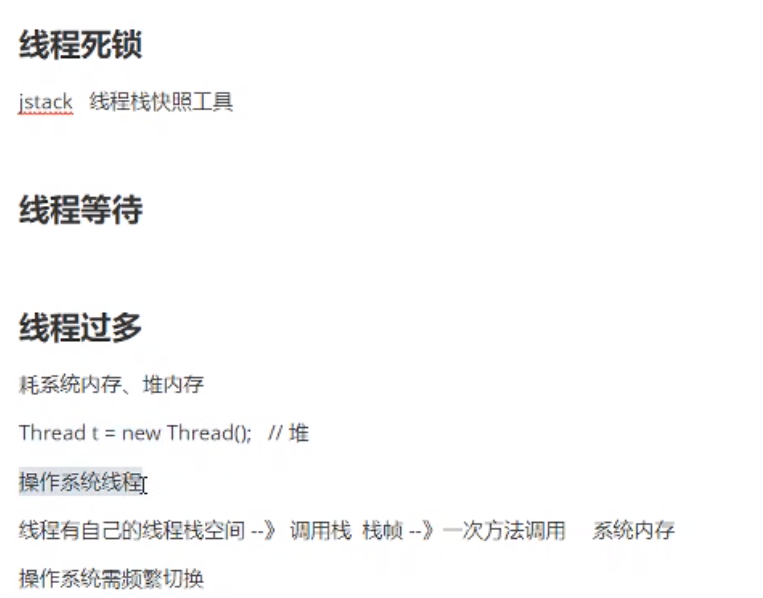 线程死锁
jstack 线程栈快照工具
线程等待
线程过多
耗系统内存、堆内存
Thread t = new Thread(); // 堆
操作系统线程
线程有自己的线程栈空间 --》 调用栈 栈帧 --》一次方法调用 系统内存
操作系统需频繁切换